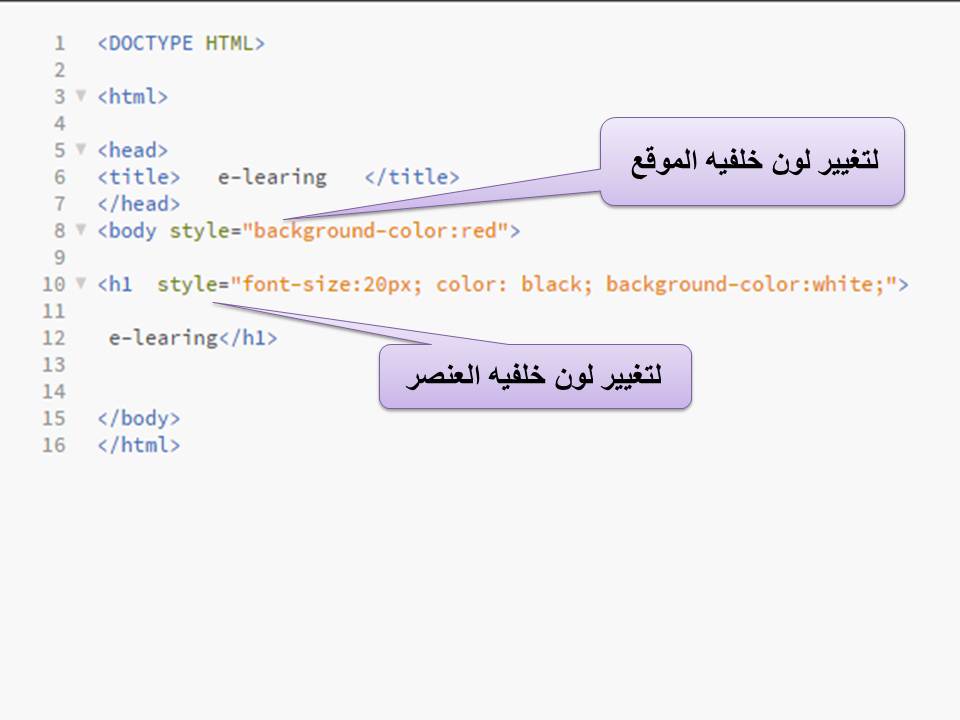 1 <DOCTYPE HTML>
2
3 <html>
4
5 <head>
6 <title> e-learing </title>
7 </head>
8 <body style="background-color:red">
9
10 <h1 style="font-size:20px; color: black; background-color:white;">
11
12 e-learing</h1>
13
14
15 </body>
16 </html>
لتغيير لون خلفيه الموقع
لتغيير لون خلفيه العنصر